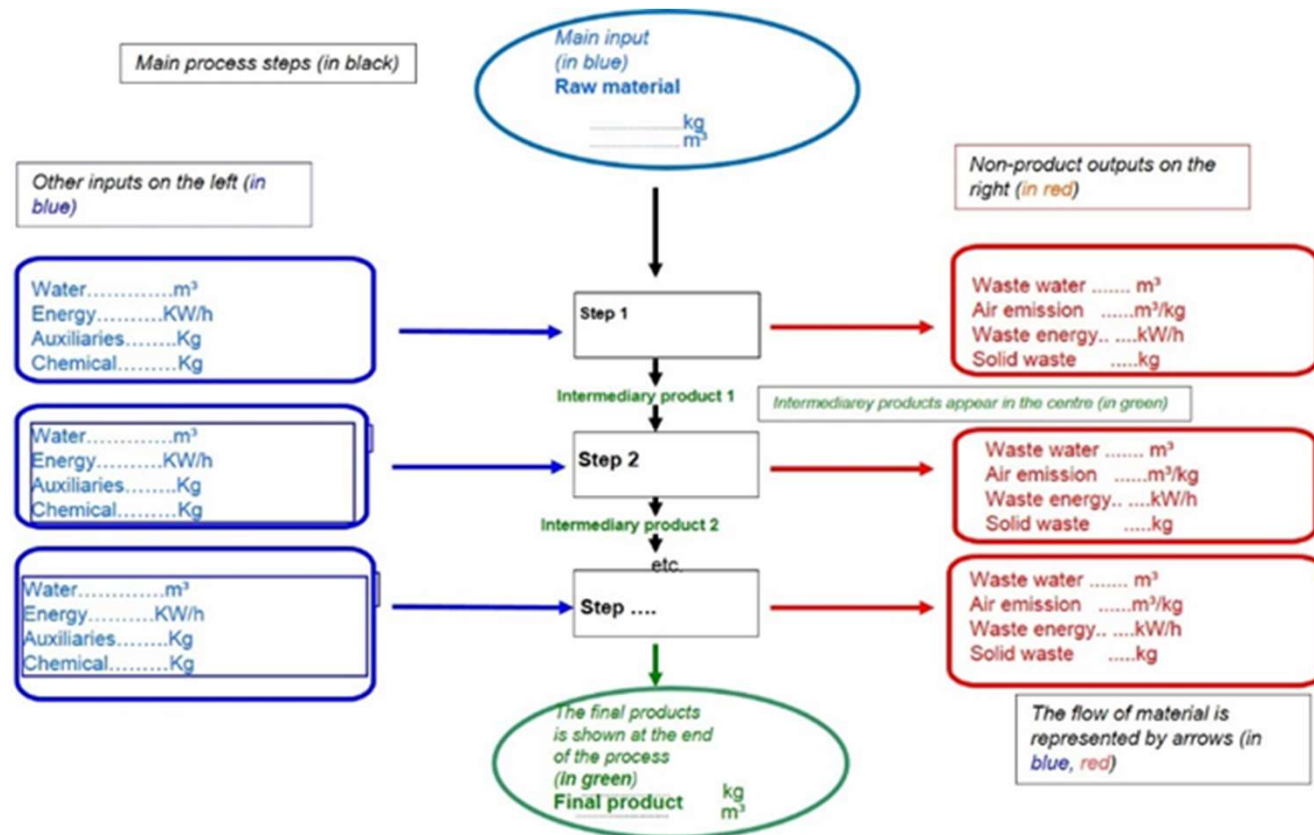 Main process steps (in black)
Main input
(in blue)
Raw material
..................kg
..................m³
Other inputs on the left (in
blue)
Non-product outputs on the
right (in red)
Water.............m³
Energy..........KW/h
Auxiliaries........Kg
Chemical.........Kg
Step 1
Waste water ....... m³
Air emission ......m³/kg
Waste energy.. ....kW/h
Solid waste .....kg
Intermediary product 1
Intermediarey products appear in the centre (in green)
Water.............m³
Energy..........KW/h
Auxiliaries........Kg
Chemical.........Kg
Step 2
Waste water ....... m³
Air emission ......m³/kg
Waste energy.. ....kW/h
Solid waste .....kg
Intermediary product 2
etc.
Water.............m³
Energy..........KW/h
Auxiliaries........Kg
Chemical.........Kg
Step ....
Waste water ....... m³
Air emission ......m³/kg
Waste energy.. ....kW/h
Solid waste .....kg
The final products
is shown at the end
of the process
(in green)
Final product kg
m³
The flow of material is
represented by arrows (in
blue, red)